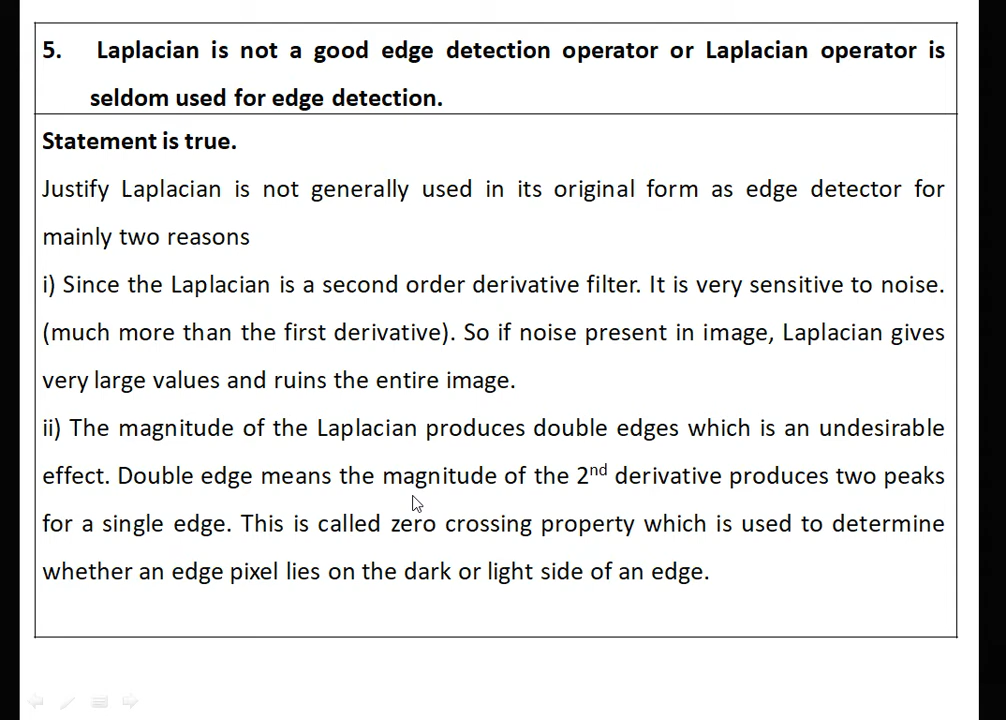 5. Laplacian is not a good edge detection operator or Laplacian operator is
seldom used for edge detection.
Statement is true.
Justify Laplacian is not generally used in its original form as edge detector for
mainly two reasons
i) Since the Laplacian is a second order derivative filter. It is very sensitive to noise.
(much more than the first derivative). So if noise present in image, Laplacian gives
very large values and ruins the entire image.
ii) The magnitude of the Laplacian produces double edges which is an undesirable
effect. Double edge means the magnitude of the 2nd derivative produces two peaks
for a single edge. This is called zero crossing property which is used to determine
whether an edge pixel lies on the dark or light side of an edge.